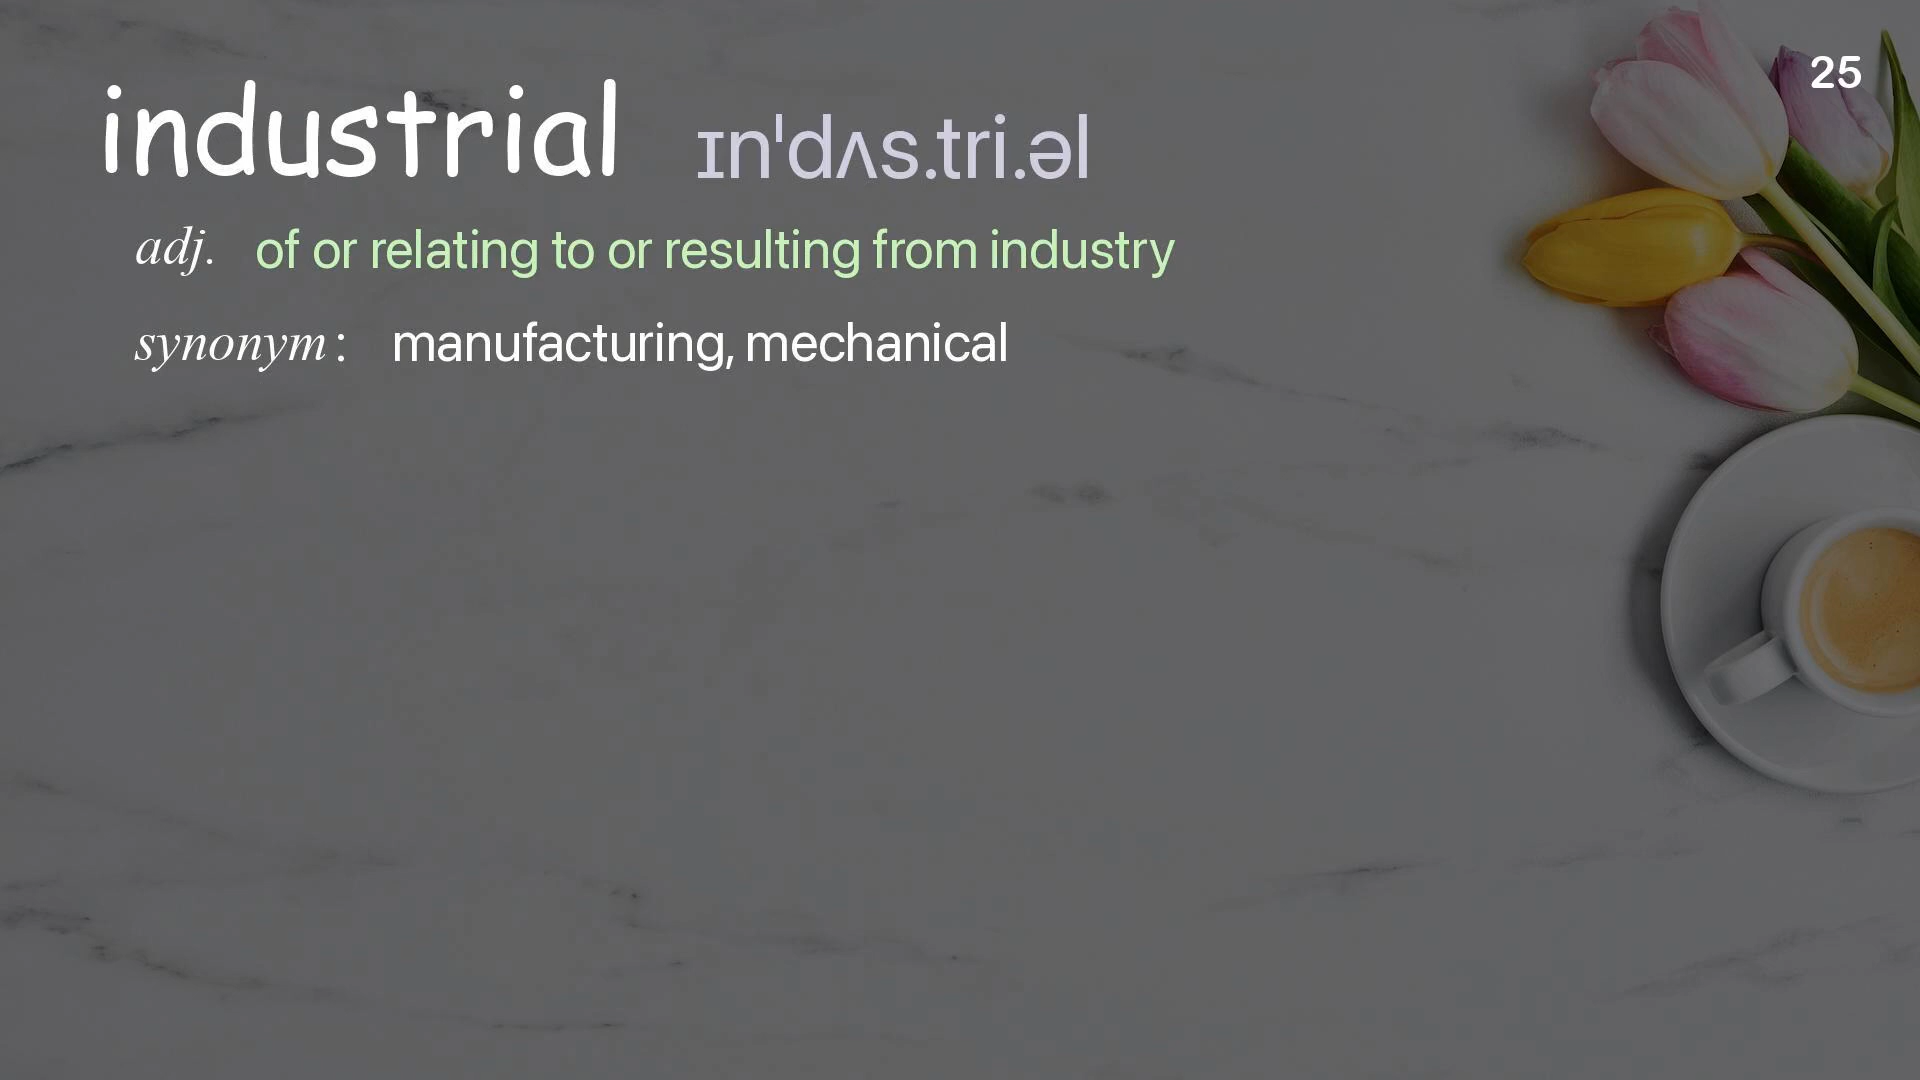 25
industrial ɪnˈdʌs.tri.əl
adj. of or relating to or resulting from industry
synonym : manufacturing, mechanical